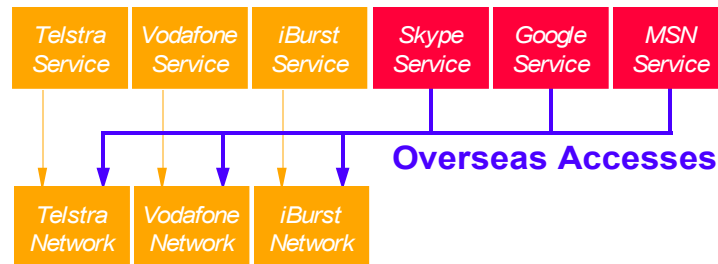 Telstra
Service
Vodafone
Service
iBurst
Service
Skype
Service
Google
Service
MSN
Service
Overseas Accesses
Telstra
Network
Vodafone
Network
iBurst
Network